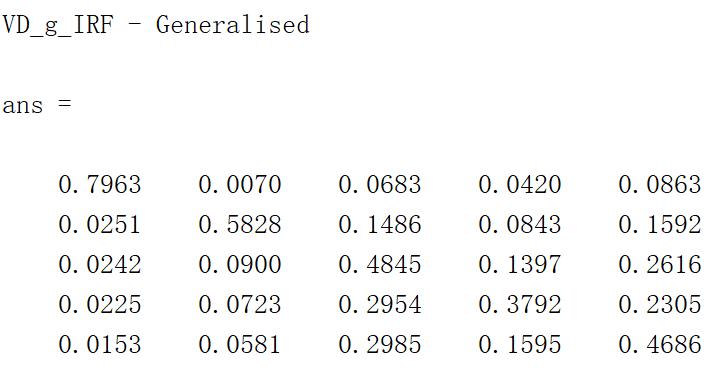 VD_g_IRF - Generalised
ans =
0.7963 0.0070 0.0683 0.0420 0.0863
0.0251 0.5828 0.1486 0.0843 0.1592
0.0242 0.0900 0.4845 0.1397 0.2616
0.0225 0.0723 0.2954 0.3792 0.2305
0.0153 0.0581 0.2985 0.1595 0.4686